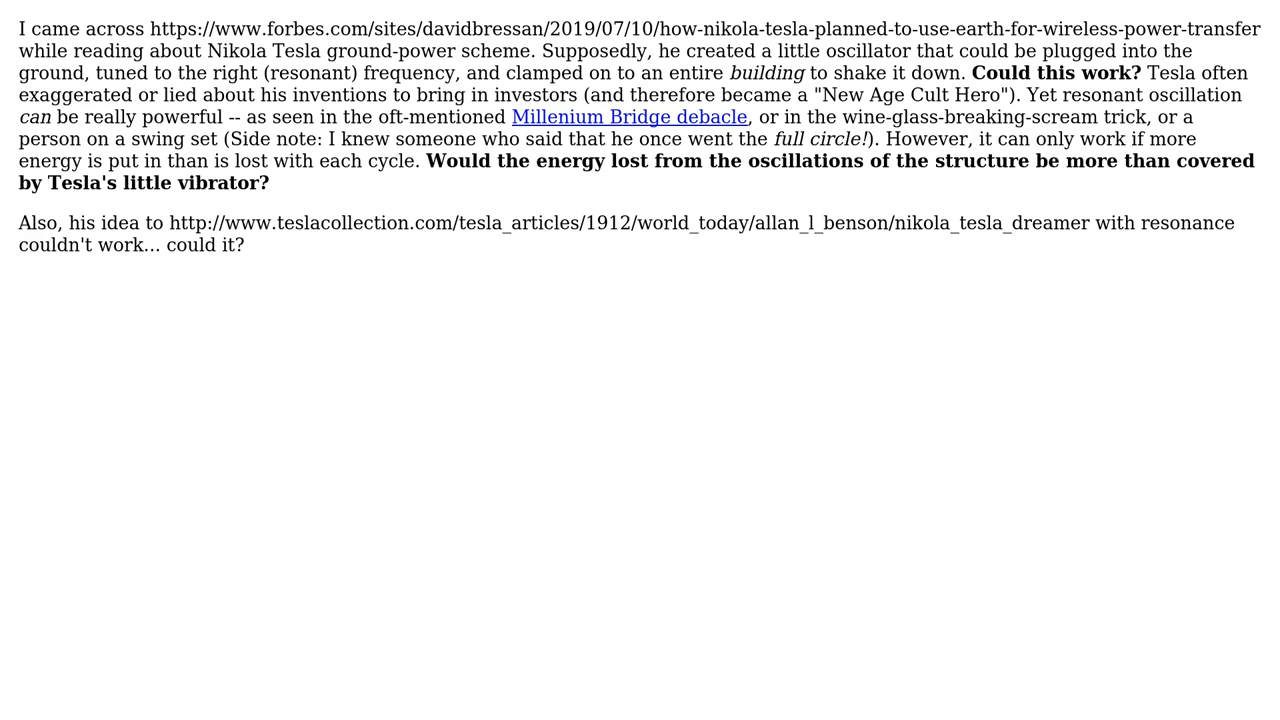 I came across https://www.forbes.com/sites/davidbressan/2019/07/10/how-nikola-tesla-planned-to-use-earth-for-wireless-power-transfer
while reading about Nikola Tesla ground-power scheme. Supposedly, he created a little oscillator that could be plugged into the
ground, tuned to the right (resonant) frequency, and clamped on to an entire building to shake it down. Could this work? Tesla often
exaggerated or lied about his inventions to bring in investors (and therefore became a "New Age Cult Hero"). Yet resonant oscillation
can be really powerful -- as seen in the oft-mentioned Millenium Bridge debacle, or in the wine-glass-breaking-scream trick, or a
person on a swing set (Side note: I knew someone who said that he once went the full circle!). However, it can only work if more
energy is put in than is lost with each cycle. Would the energy lost from the oscillations of the structure be more than covered
by Tesla's little vibrator?
Also, his idea to http://www.teslacollection.com/tesla_articles/1912/world_today/allan_l_benson/nikola_tesla_dreamer with resonance
couldn't work... could it?